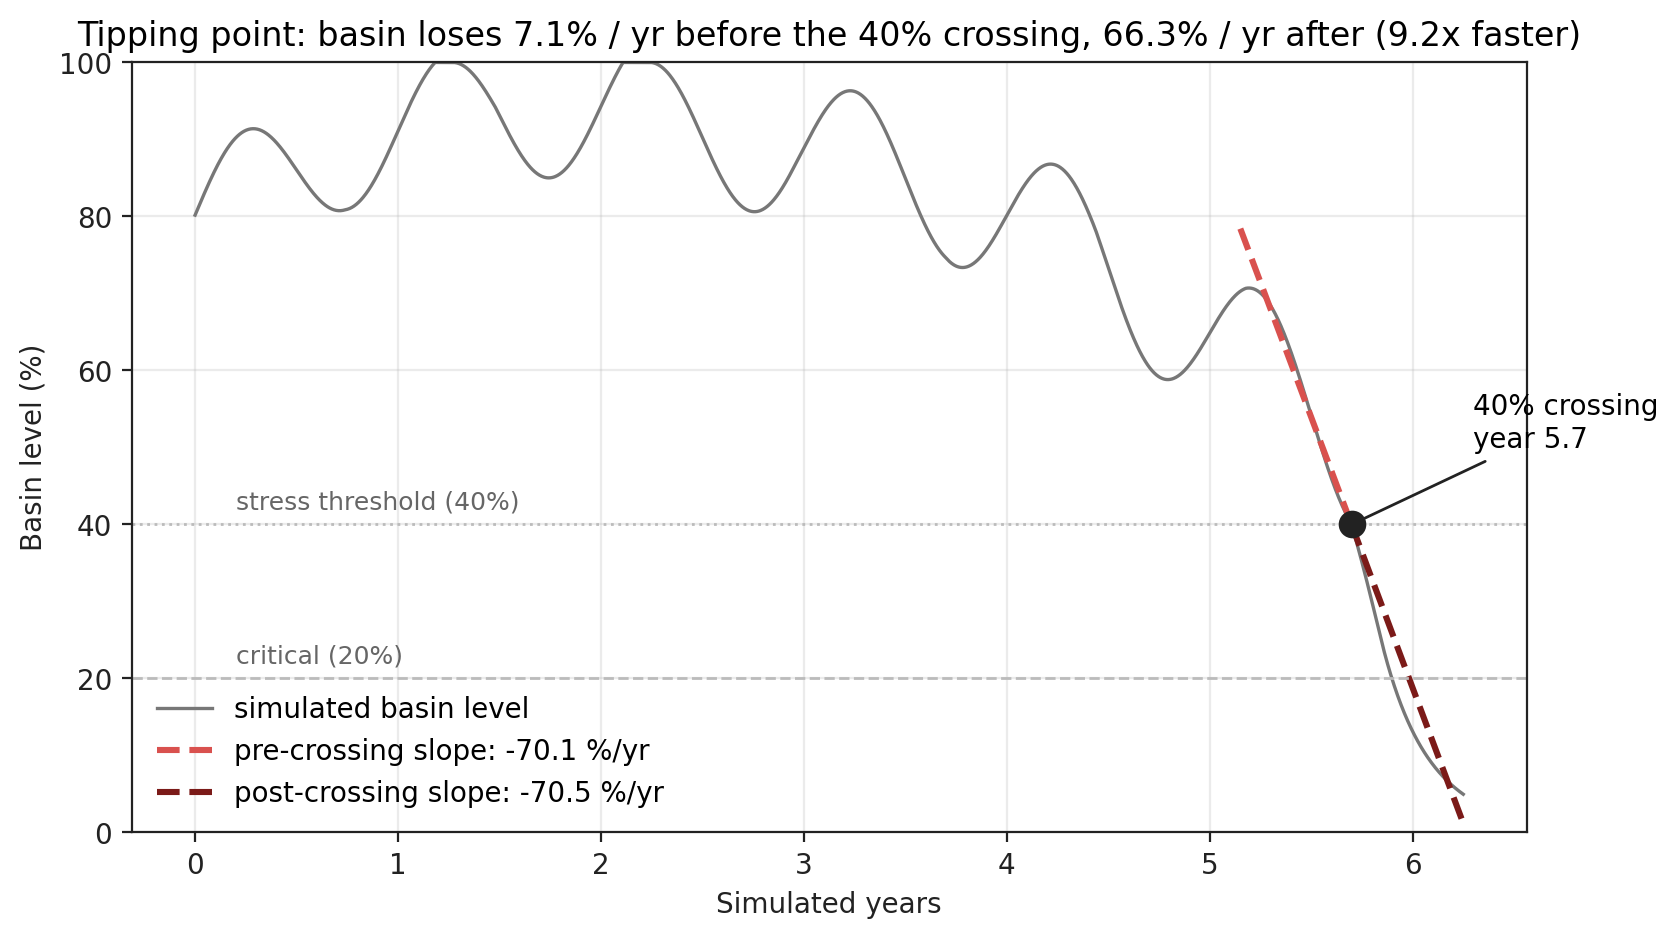 Tipping point: basin loses 7.1% / yr before the 40% crossing, 66.3% / yr after (9.2x faster)
100
80
60
40
20
0
Basin level (%)
40% crossing
year 5.7
stress threshold (40%)
critical (20%)
simulated basin level
pre-crossing slope: -70.1 %/yr
post-crossing slope: -70.5 %/yr
0 1 2 3 4 5 6
Simulated years